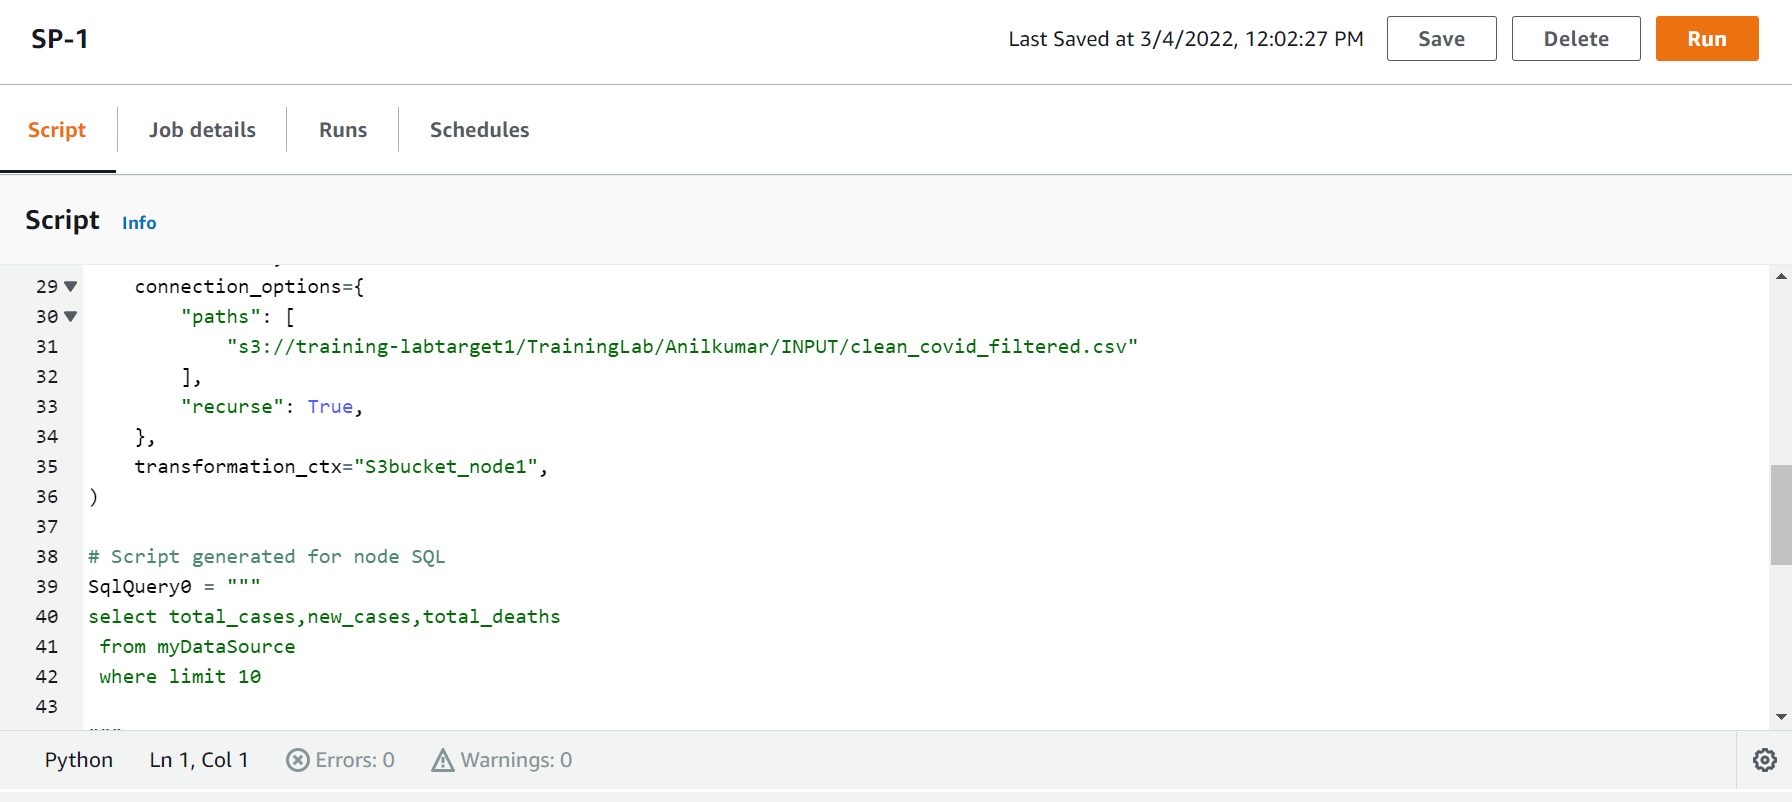 SP-1
Last Saved at 3/4/2022, 12:02:27 PM
Save
Delete
Run
Script
Job details
Runs
Schedules
Script Info
29 connection_options={
30 "paths": [
31 "s3://training-labtarget1/TrainingLab/Anilkumar/INPUT/clean_covid_filtered.csv"
32 ],
33 "recurse": True,
34 },
35 transformation_ctx="S3bucket_node1",
36 )
37
38 # Script generated for node SQL
39 SqlQuery0 = """
40 select total_cases,new_cases,total_deaths
41 from myDataSource
42 where limit 10
43
Python Ln 1, Col 1 Errors: 0 Warnings: 0